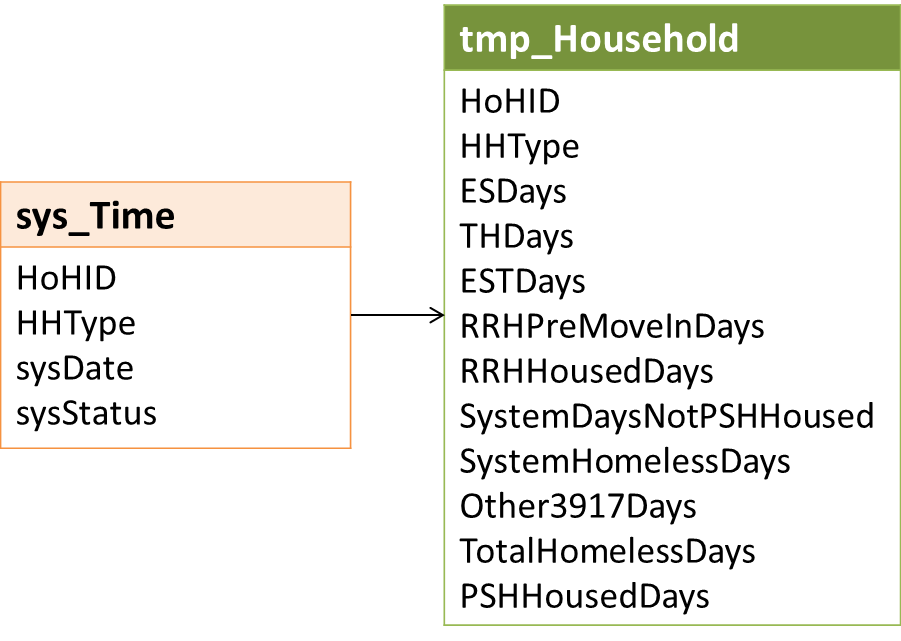 sys_Time
HoHID
HHType
sysDate
sysStatus
tmp_Household
HoHID
HHType
ESDays
THDays
ESTDays
RRHPreMoveInDays
RRHHousedDays
SystemDaysNotPSHHoused
SystemHomelessDays
Other3917Days
TotalHomelessDays
PSHHousedDays